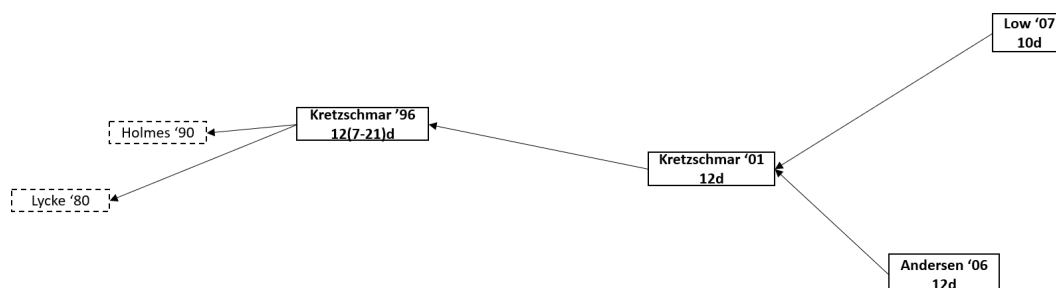 Low ‘07
10d
Kretzschmar ’96
12(7-21)d
Holmes ‘90
Kretzschmar ‘01
12d
Lycke ‘80
Andersen ‘06
12d